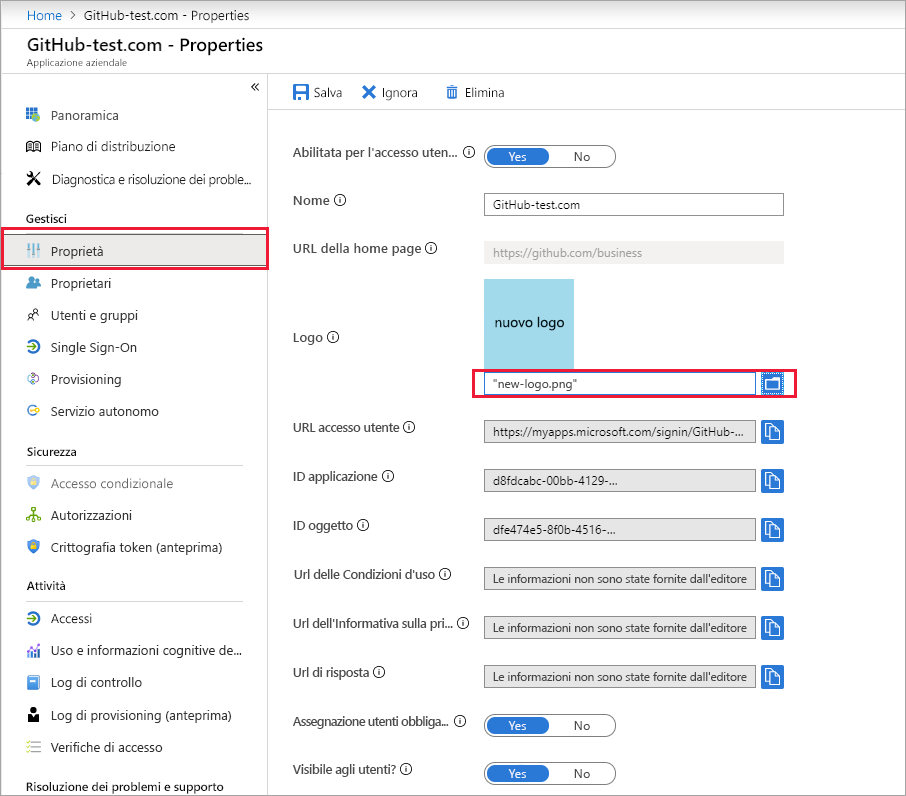 Home > GitHub-test.com - Properties
GitHub-test.com - Properties
Applicazione aziendale
«
Panoramica
Piano di distribuzione
Diagnostica e risoluzione dei proble...
Gestisci
Proprietà
Proprietari
Utenti e gruppi
Single Sign-On
Provisioning
Servizio autonomo
Sicurezza
Accesso condizionale
Autorizzazioni
Crittografia token (anteprima)
Attività
Accessi
Uso e informazioni cognitive de...
Log di controllo
Log di provisioning (anteprima)
Verifiche di accesso
Risoluzione dei problemi e supporto
Salva Ignora Elimina
Abilitata per l'accesso uten... Yes No
Nome GitHub-test.com
URL della home page https://github.com/business
Logo nuovo logo
"new-logo.png"
URL accesso utente https://myapps.microsoft.com/signin/GitHub-...
ID applicazione d8fdcabc-00bb-4129-...
ID oggetto dfe474e5-8f0b-4516-...
Url delle Condizioni d'uso Le informazioni non sono state fornite dall'editore
Url dell'Informativa sulla pri... Le informazioni non sono state fornite dall'editore
Url di risposta Le informazioni non sono state fornite dall'editore
Assegnazione utenti obbliga... Yes No
Visibile agli utenti? Yes No